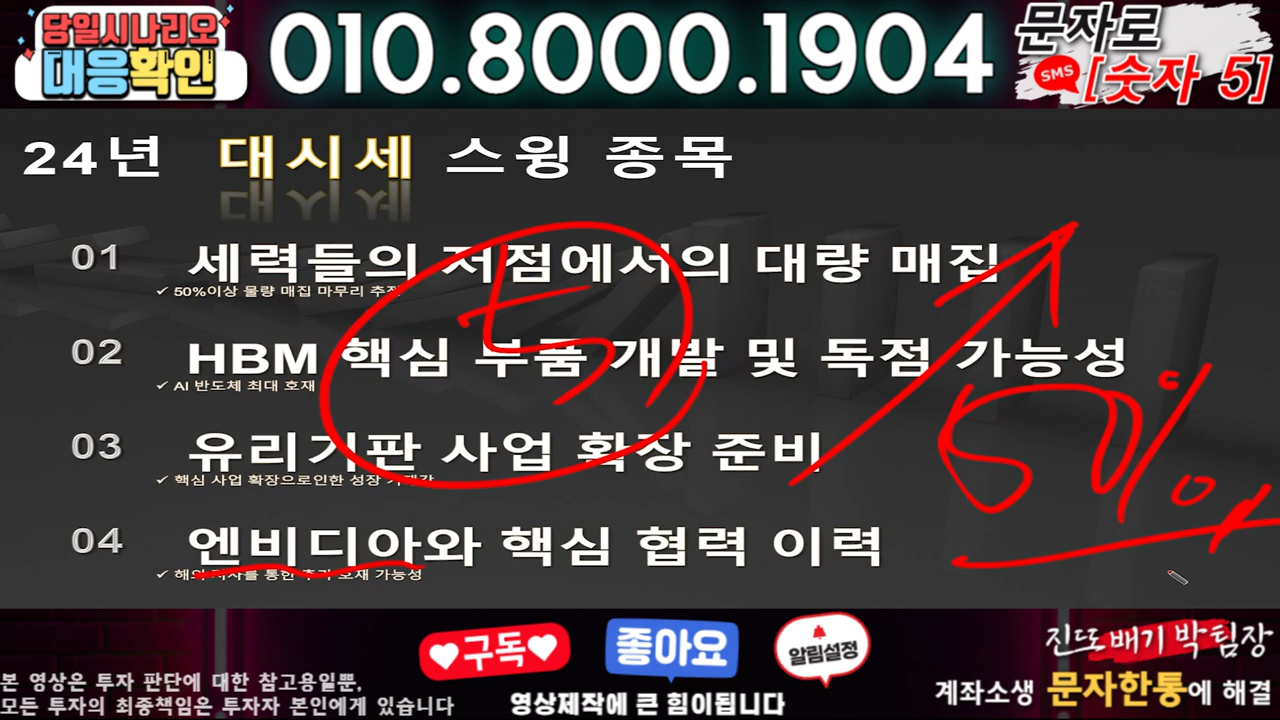 당일시나리오
대응확인
010.8000.1904
문자로
SMS
[숫자 5]
24년 대시세 스윙 종목
01 세력들의 저점에서의 대량 매집
✓ 50%이상 물량 매집 마무리 추정
02 HBM 핵심 부품 개발 및 독점 가능성
✓ AI 반도체 최대 호재
03 유리기판 사업 확장 준비
✓ 핵심 사업 확장으로인한 성장 기대감
04 엔비디아와 핵심 협력 이력
✓ 해외 지사를 통한 추가 호재 가능성
5
50%
본 영상은 투자 판단에 대한 참고용일뿐,
모든 투자의 최종책임은 투자자 본인에게 있습니다
구독
좋아요
알림설정
영상제작에 큰 힘이됩니다
진또배기 박팀장
계좌소생 문자한통에 해결